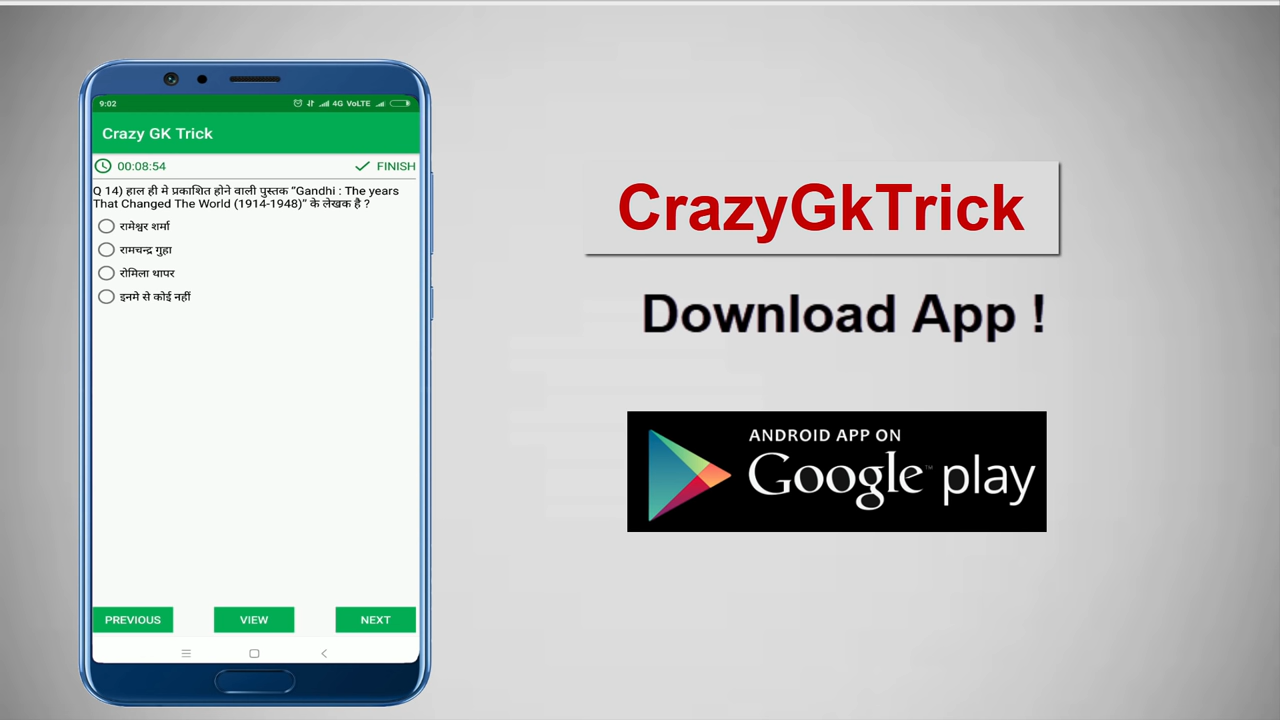 9:02
4G VoLTE
Crazy GK Trick
00:08:54
FINISH
Q 14) हाल ही मे प्रकाशित होने वाली पुस्तक "Gandhi : The years
That Changed The World (1914-1948)" के लेखक है ?
रामेश्वर शर्मा
रामचन्द्र गुहा
रोमिला थापर
इनमे से कोई नहीं
PREVIOUS
VIEW
NEXT
CrazyGkTrick
Download App !
ANDROID APP ON
Google™ play